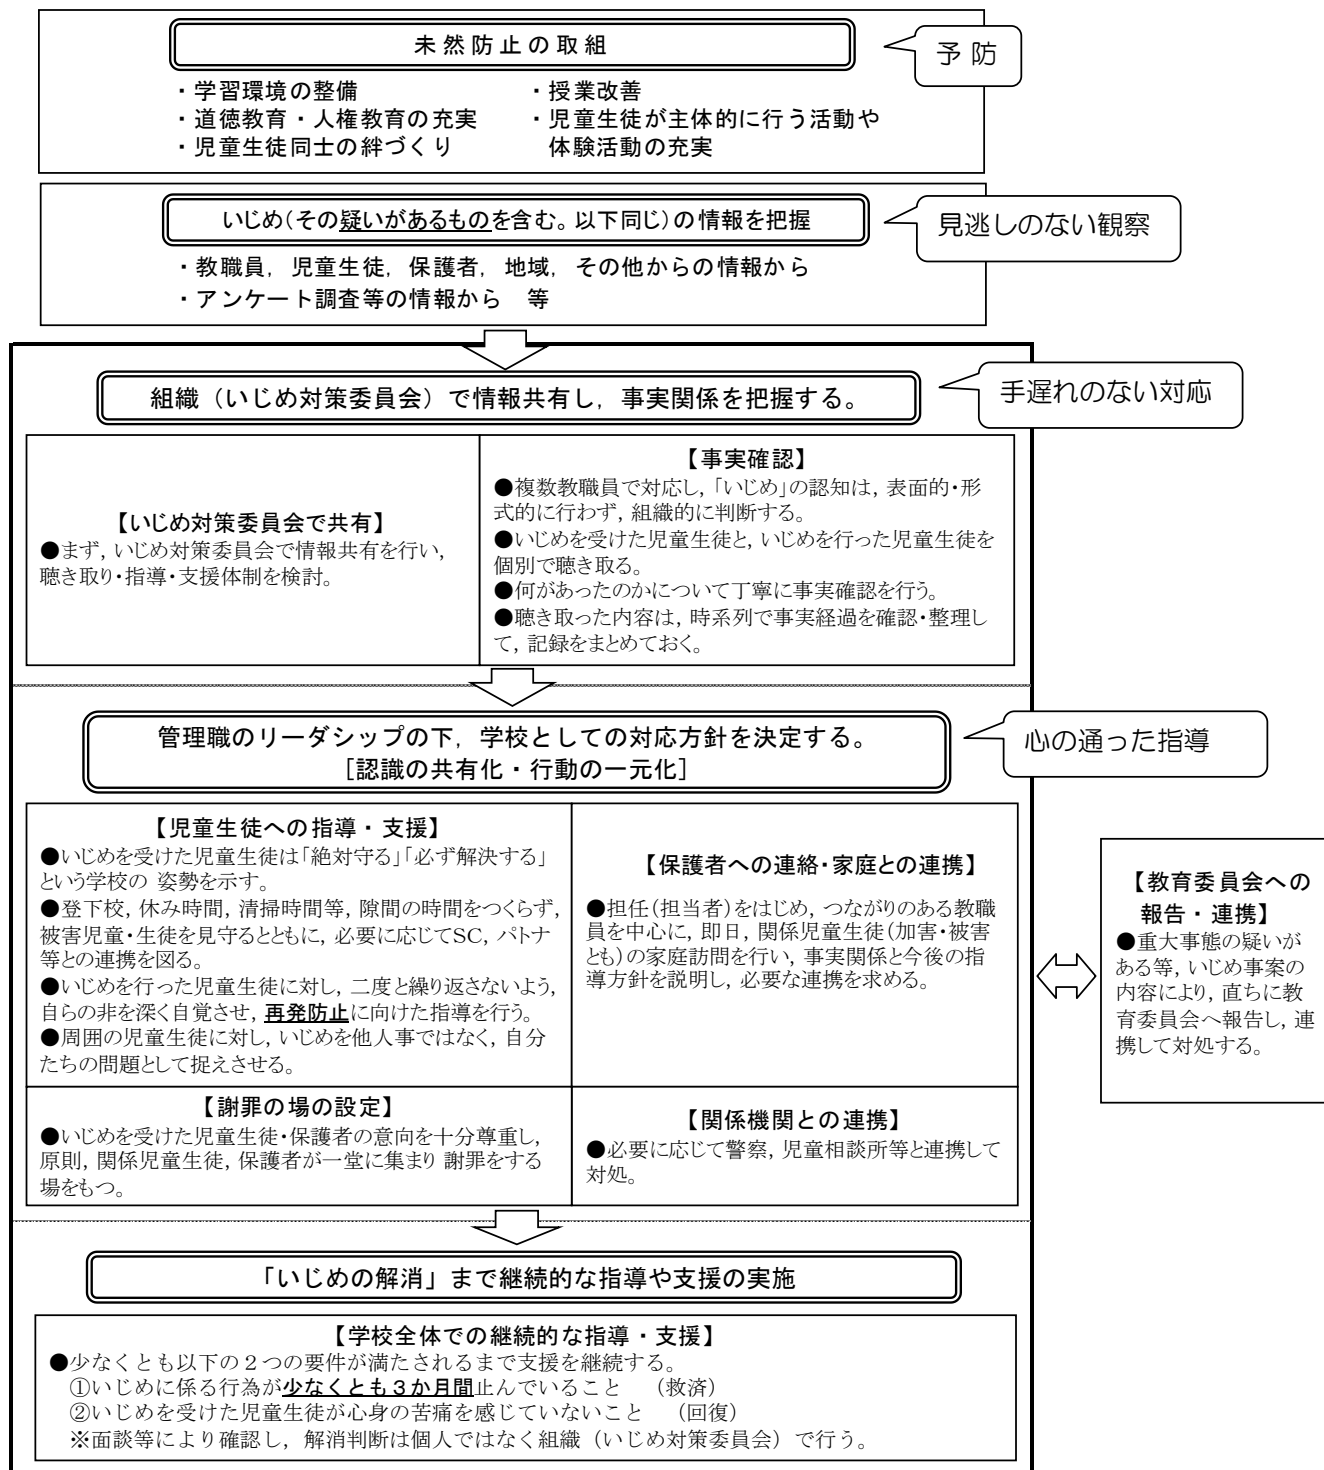 未然防止の取組
予防
・学習環境の整備
・道徳教育・人権教育の充実
・児童生徒同士の絆づくり
・授業改善
・児童生徒が主体的に行う活動や
体験活動の充実
いじめ(その疑いがあるものを含む。以下同じ)の情報を把握
見逃しのない観察
・教職員，児童生徒，保護者，地域，その他からの情報から
・アンケート調査等の情報から　等
組織（いじめ対策委員会）で情報共有し，事実関係を把握する。
手遅れのない対応
【いじめ対策委員会で共有】
●まず，いじめ対策委員会で情報共有を行い，
聴き取り・指導・支援体制を検討。
【事実確認】
●複数教職員で対応し，「いじめ」の認知は，表面的・形
式的に行わず，組織的に判断する。
●いじめを受けた児童生徒と，いじめを行った児童生徒を
個別で聴き取る。
●何があったのかについて丁寧に事実確認を行う。
●聴き取った内容は，時系列で事実経過を確認・整理し
て，記録をまとめておく。
管理職のリーダシップの下，学校としての対応方針を決定する。
［認識の共有化・行動の一元化］
心の通った指導
【児童生徒への指導・支援】
●いじめを受けた児童生徒は「絶対守る」「必ず解決する」
という学校の 姿勢を示す。
●登下校，休み時間，清掃時間等，隙間の時間をつくらず，
被害児童・生徒を見守るとともに，必要に応じてSC，パトナ
等との連携を図る。
●いじめを行った児童生徒に対し，二度と繰り返さないよう，
自らの非を深く自覚させ，再発防止に向けた指導を行う。
●周囲の児童生徒に対し，いじめを他人事ではなく，自分
たちの問題として捉えさせる。
【保護者への連絡・家庭との連携】
●担任（担当者）をはじめ，つながりのある教職
員を中心に，即日，関係児童生徒（加害・被害
とも）の家庭訪問を行い，事実関係と今後の指
導方針を説明し，必要な連携を求める。
【教育委員会への
報告・連携】
●重大事態の疑いが
ある等，いじめ事案の
内容により，直ちに教
育委員会へ報告し，連
携して対処する。
【謝罪の場の設定】
●いじめを受けた児童生徒・保護者の意向を十分尊重し，
原則，関係児童生徒，保護者が一堂に集まり 謝罪をする
場をもつ。
【関係機関との連携】
●必要に応じて警察，児童相談所等と連携して
対処。
「いじめの解消」まで継続的な指導や支援の実施
【学校全体での継続的な指導・支援】
●少なくとも以下の２つの要件が満たされるまで支援を継続する。
①いじめに係る行為が少なくとも３か月間止んでいること　（救済）
②いじめを受けた児童生徒が心身の苦痛を感じていないこと　（回復）
※面談等により確認し，解消判断は個人ではなく組織（いじめ対策委員会）で行う。